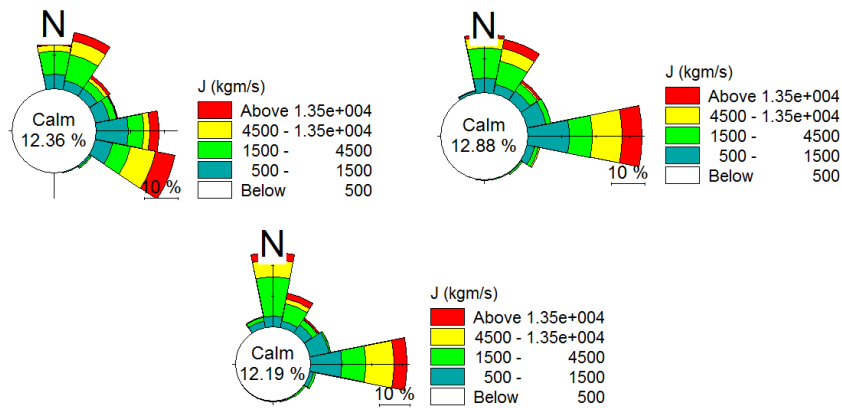 N
Calm
12.36 %
10 %
J (kgm/s)
Above 1.35e+004
4500 - 1.35e+004
1500 - 4500
500 - 1500
Below 500
N
Calm
12.88 %
10 %
J (kgm/s)
Above 1.35e+004
4500 - 1.35e+004
1500 - 4500
500 - 1500
Below 500
N
Calm
12.19 %
10 %
J (kgm/s)
Above 1.35e+004
4500 - 1.35e+004
1500 - 4500
500 - 1500
Below 500